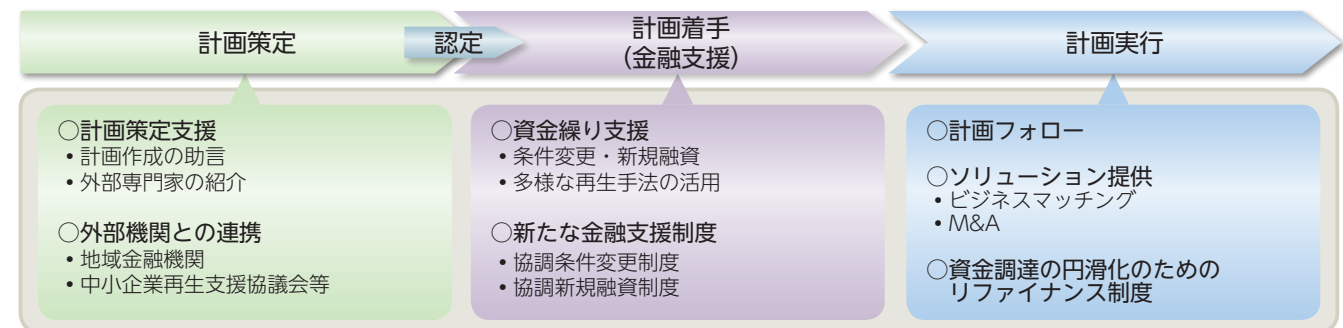 計画策定
認定
計画着手
(金融支援)
計画実行
○計画策定支援
•計画作成の助言
•外部専門家の紹介
○外部機関との連携
•地域金融機関
•中小企業再生支援協議会等
○資金繰り支援
•条件変更・新規融資
•多様な再生手法の活用
○新たな金融支援制度
•協調条件変更制度
•協調新規融資制度
○計画フォロー
○ソリューション提供
•ビジネスマッチング
•M&A
○資金調達の円滑化のための
リファイナンス制度